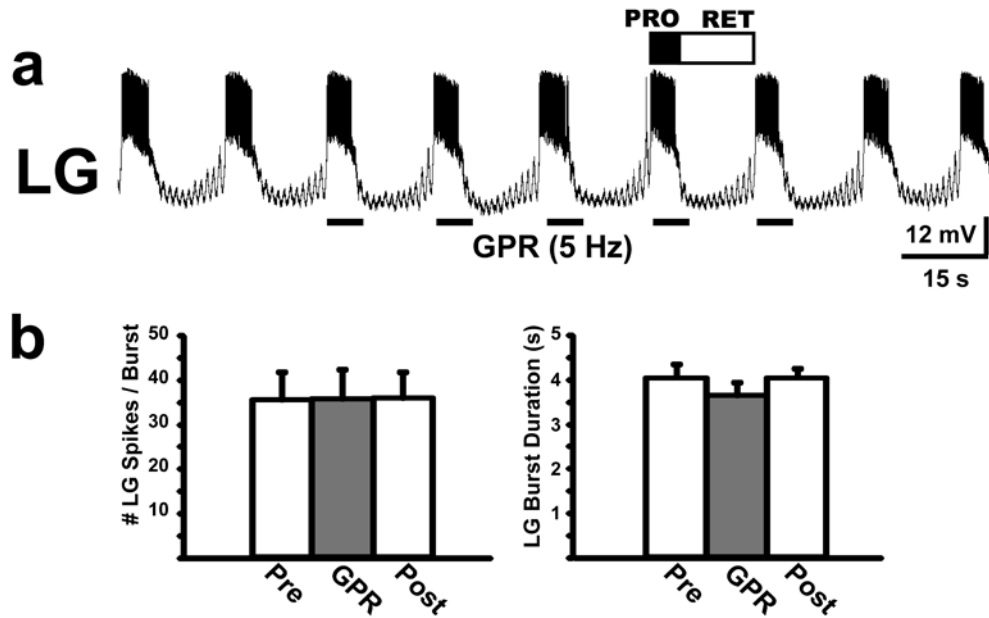 PRO RET
a
LG
GPR (5 Hz)
12 mV
15 s
b
# LG Spikes / Burst
50
40
30
20
10
Pre
GPR
Post
LG Burst Duration (s)
5
4
3
2
1
Pre
GPR
Post